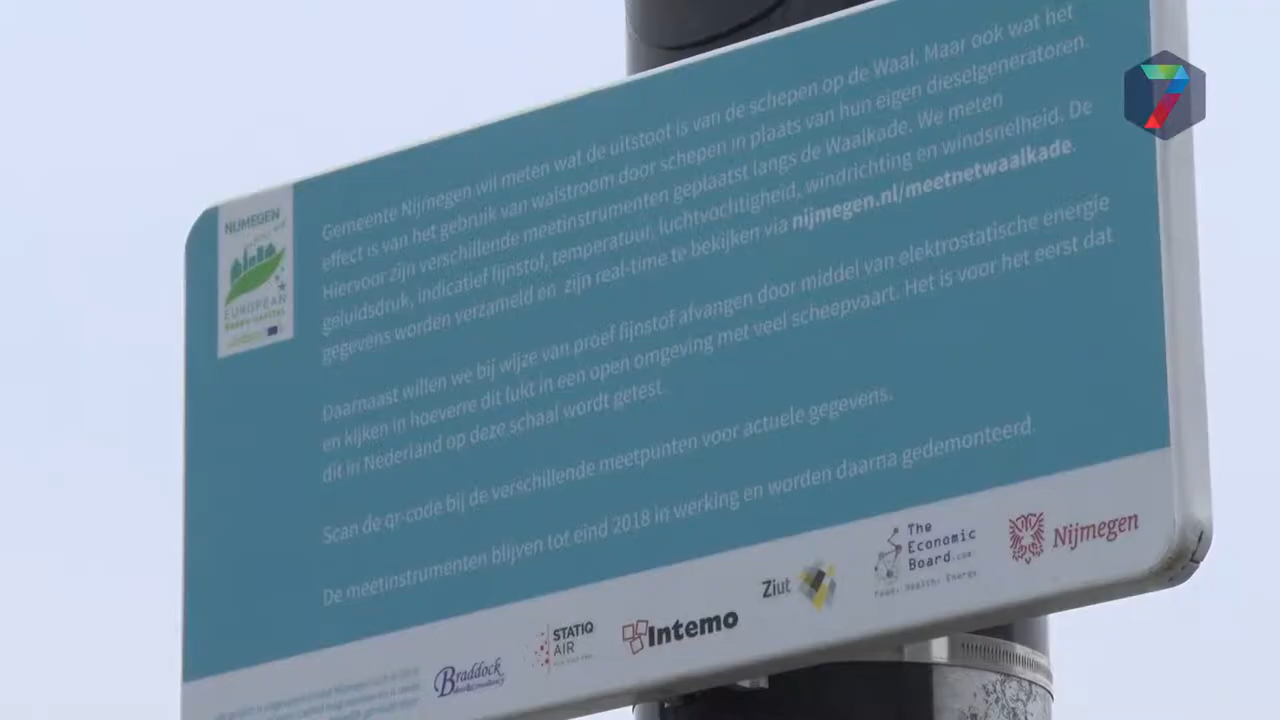 Gemeente Nijmegen wil meten wat de uitstoot is van de schepen op de Waal. Maar ook wat het
effect is van het gebruik van walstroom door schepen in plaats van hun eigen dieselgeneratoren.
Hiervoor zijn verschillende meetinstrumenten geplaatst langs de Waalkade. We meten
geluidsdruk, indicatief fijnstof, temperatuur, luchtvochtigheid, windrichting en windsnelheid. De
gegevens worden verzameld en zijn real-time te bekijken via nijmegen.nl/meetnetwaalkade.
Daarnaast willen we bij wijze van proef fijnstof afvangen door middel van elektrostatische energie
en kijken in hoeverre dit lukt in een open omgeving met veel scheepvaart. Het is voor het eerst dat
dit in Nederland op deze schaal wordt getest.
Scan de qr-code bij de verschillende meetpunten voor actuele gegevens.
De meetinstrumenten blijven tot eind 2018 in werking en worden daarna gedemonteerd.
NIJMEGEN
EUROPEAN
GREEN CAPITAL
Braddock
STATIQ
AIR
Intemo
Ziut
The
Economic
Board.com
Food. Health. Energy
Nijmegen
7